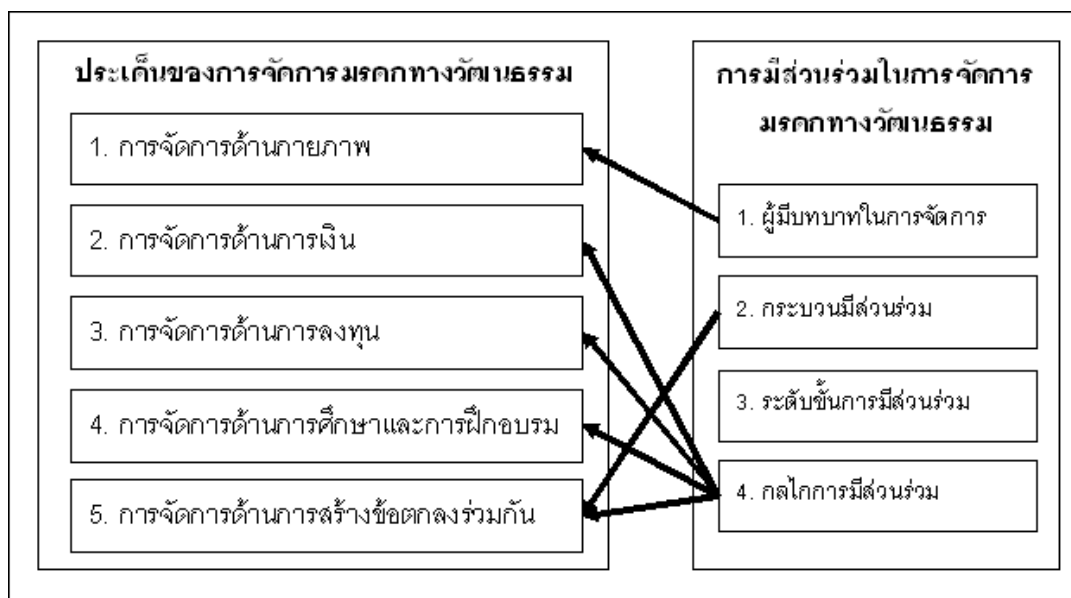 ประเด็นของการจัดการมรดกทางวัฒนธรรม
1. การจัดการด้านกายภาพ
2. การจัดการด้านการเงิน
3. การจัดการด้านการลงทุน
4. การจัดการด้านการศึกษาและการฝึกอบรม
5. การจัดการด้านการสร้างข้อตกลงร่วมกัน
การมีส่วนร่วมในการจัดการ
มรดกทางวัฒนธรรม
1. ผู้มีบทบาทในการจัดการ
2. กระบวนมีส่วนร่วม
3. ระดับขั้นการมีส่วนร่วม
4. กลไกการมีส่วนร่วม